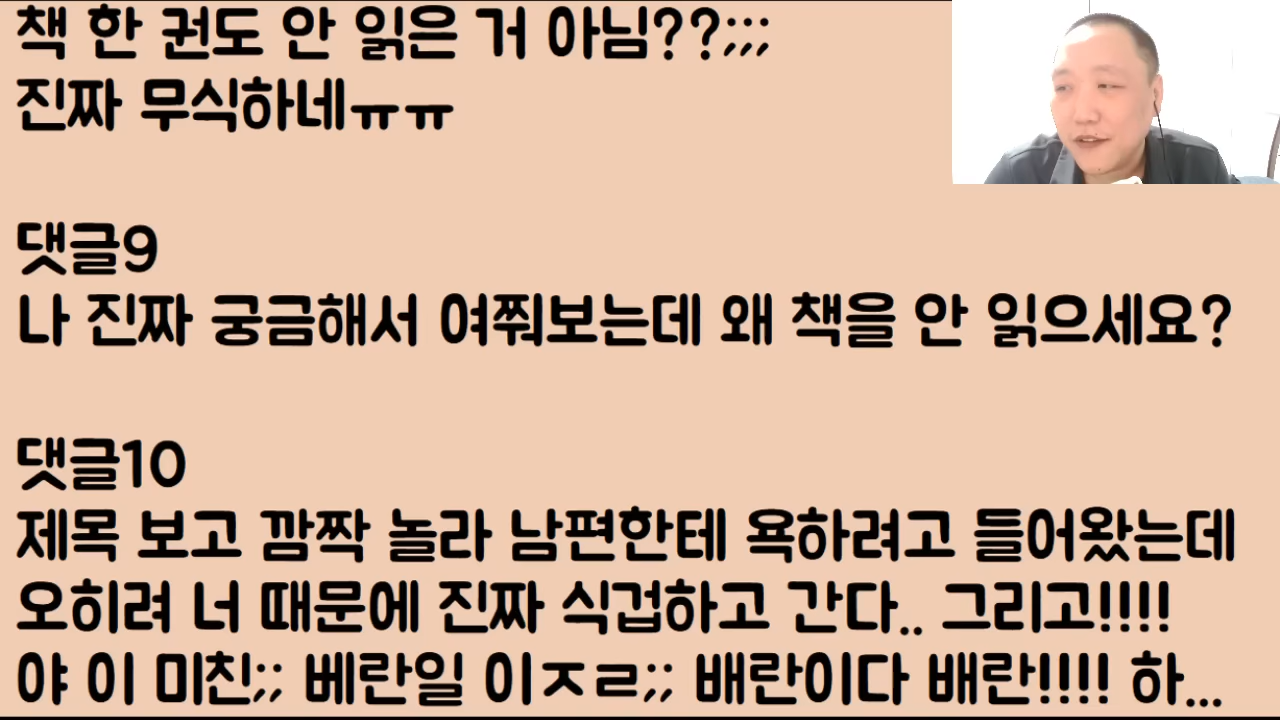 책 한 권도 안 읽은 거 아님??;;;
진짜 무식하네ㅠㅠ
댓글9
나 진짜 궁금해서 여쭤보는데 왜 책을 안 읽으세요?
댓글10
제목 보고 깜짝 놀라 남편한테 욕하려고 들어왔는데
오히려 너 때문에 진짜 식겁하고 간다.. 그리고!!!!
야 이 미친;; 베란일 이ㅈㄹ;; 배란이다 배란!!!! 하...